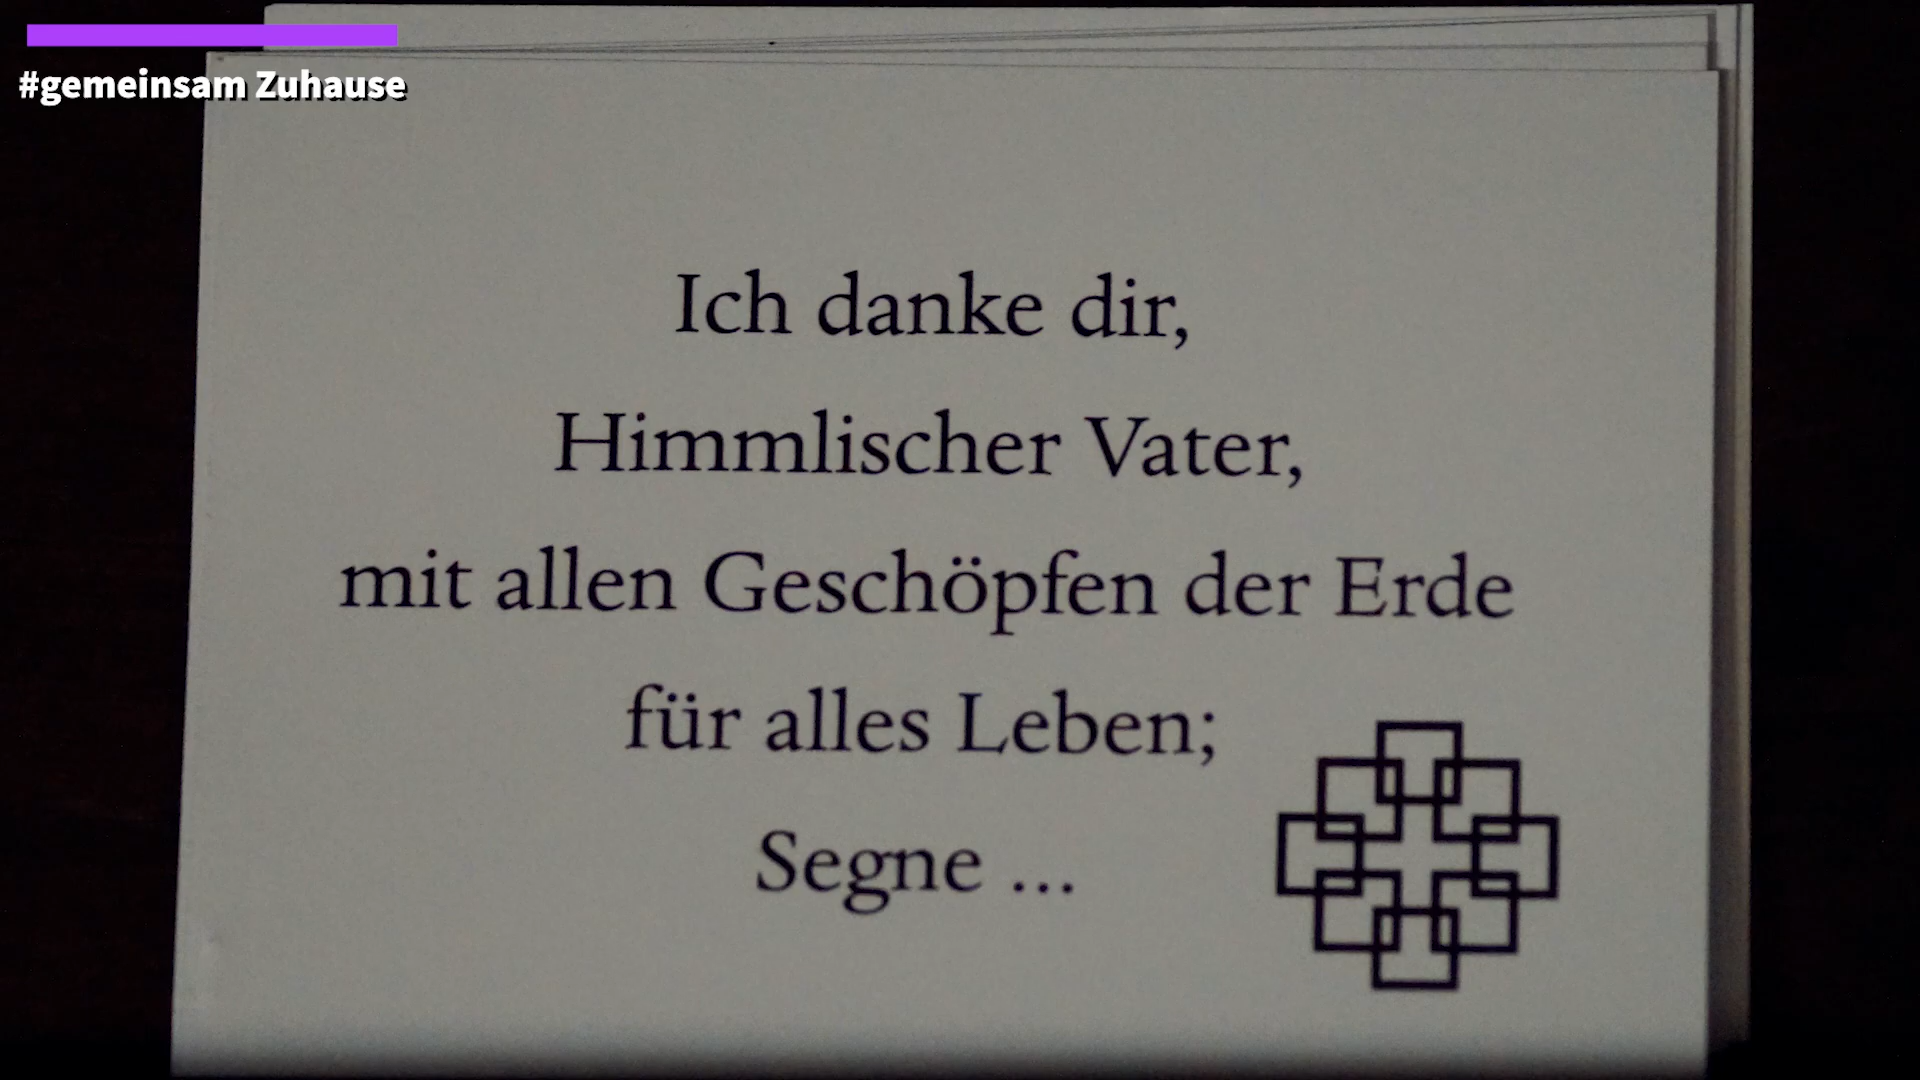 #gemeinsam Zuhause
Ich danke dir,
Himmlischer Vater,
mit allen Geschöpfen der Erde
für alles Leben;
Segne ...